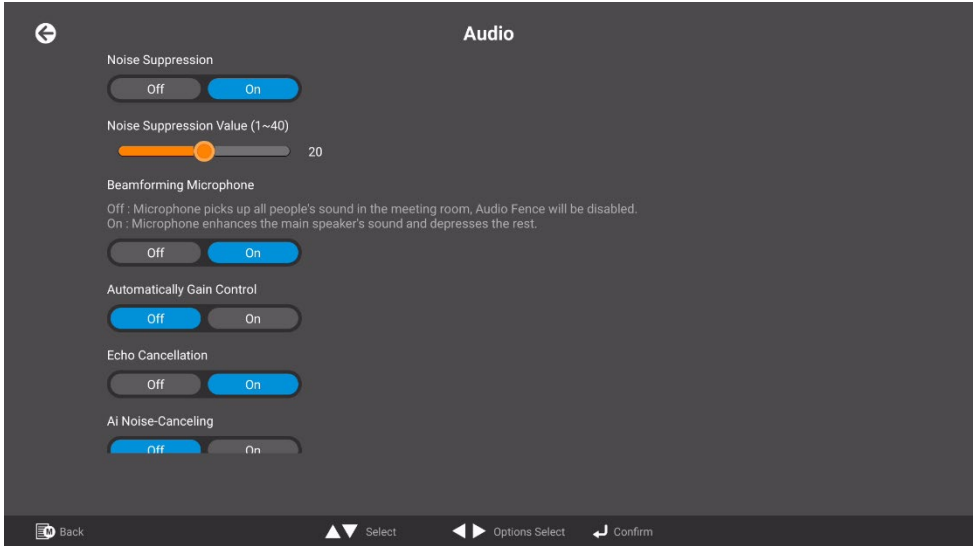 Audio
Noise Suppression
Off On
Noise Suppression Value (1~40)
20
Beamforming Microphone
Off : Microphone picks up all people's sound in the meeting room, Audio Fence will be disabled.
On : Microphone enhances the main speaker's sound and depresses the rest.
Off On
Automatically Gain Control
Off On
Echo Cancellation
Off On
Ai Noise-Canceling
Off On
M Back Select Options Select Confirm